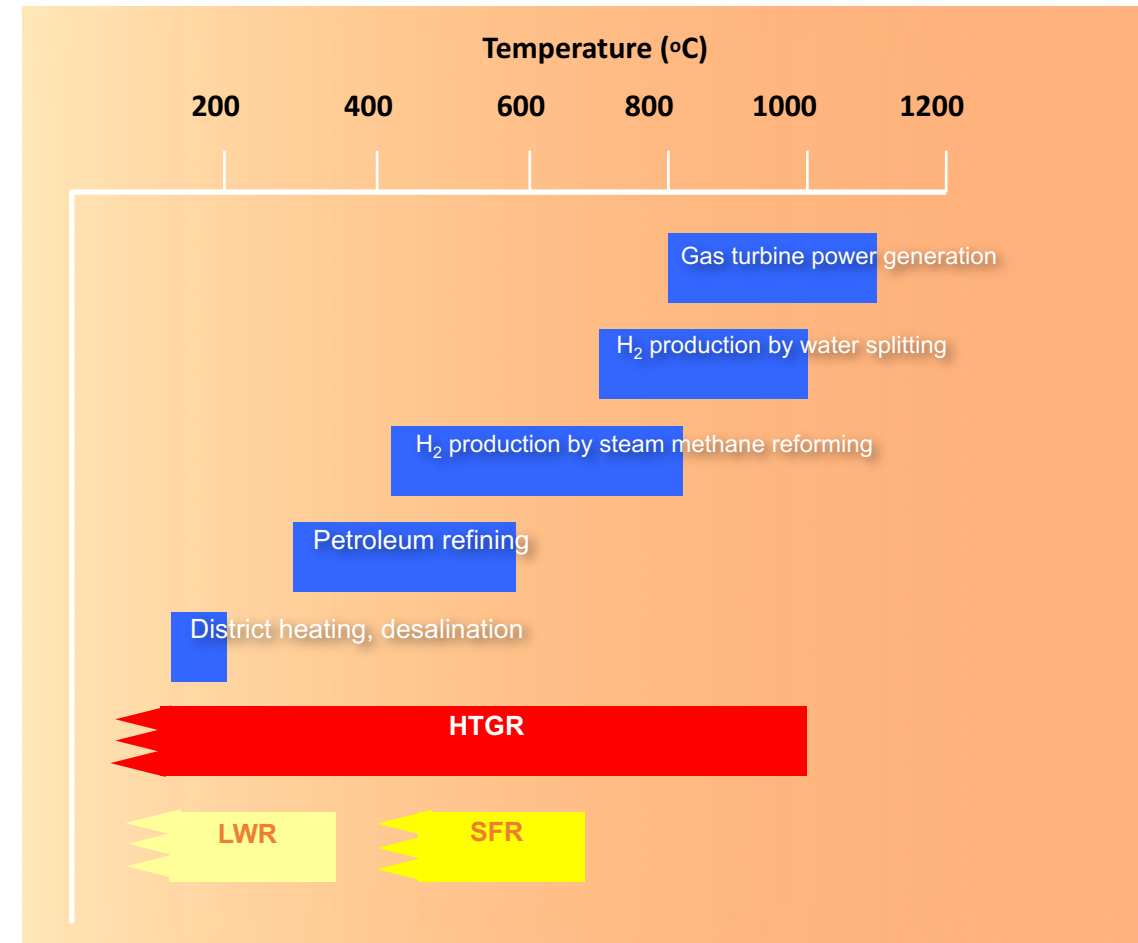 Temperature (ºC)
200 400 600 800 1000 1200
Gas turbine power generation
H₂ production by water splitting
H₂ production by steam methane reforming
Petroleum refining
District heating, desalination
HTGR
LWR SFR